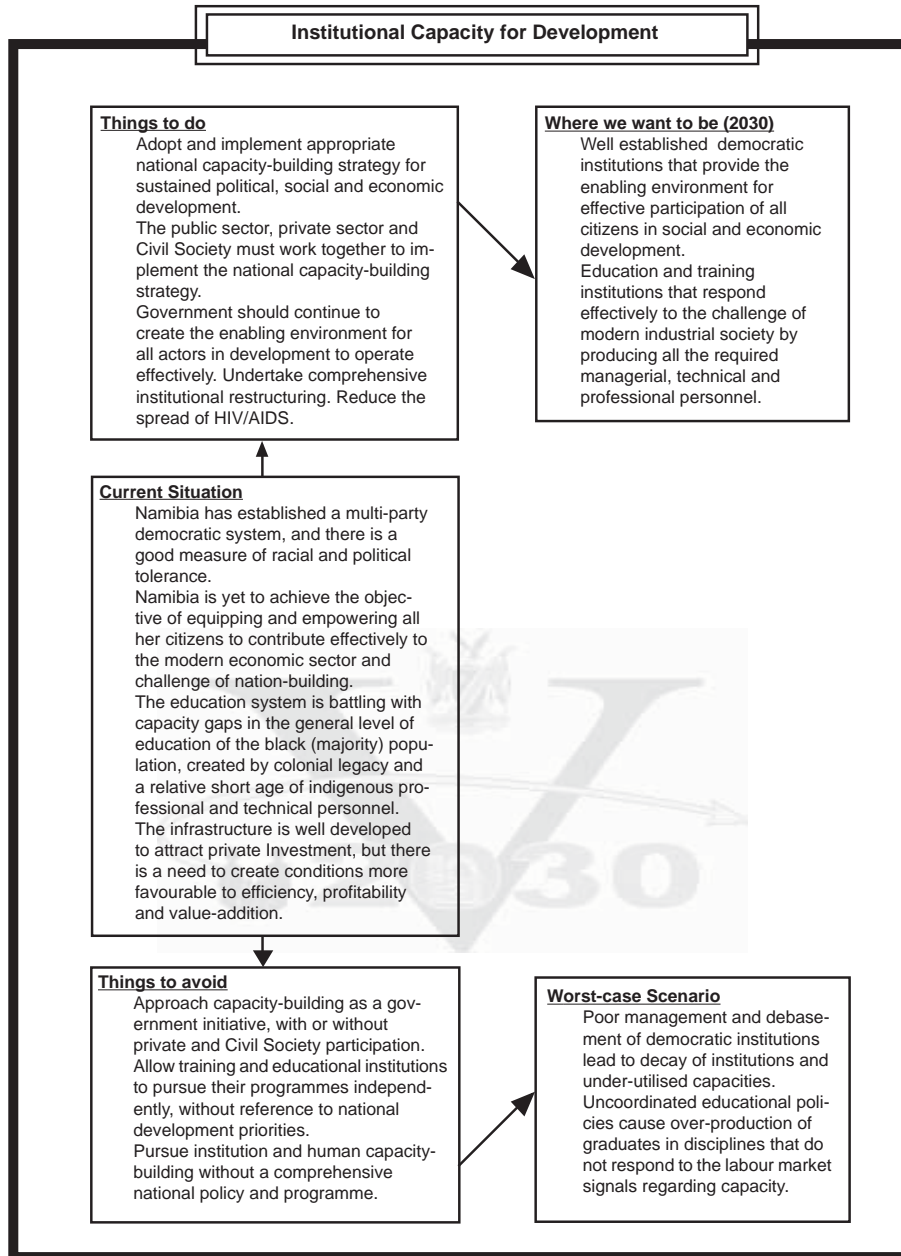 Institutional Capacity for Development
Things to do
Adopt and implement appropriate
national capacity-building strategy for
sustained political, social and economic
development.
The public sector, private sector and
Civil Society must work together to im-
plement the national capacity-building
strategy.
Government should continue to
create the enabling environment for
all actors in development to operate
effectively. Undertake comprehensive
institutional restructuring. Reduce the
spread of HIV/AIDS.
Where we want to be (2030)
Well established democratic
institutions that provide the
enabling environment for
effective participation of all
citizens in social and economic
development.
Education and training
institutions that respond
effectively to the challenge of
modern industrial society by
producing all the required
managerial, technical and
professional personnel.
Current Situation
Namibia has established a multi-party
democratic system, and there is a
good measure of racial and political
tolerance.
Namibia is yet to achieve the objec-
tive of equipping and empowering all
her citizens to contribute effectively to
the modern economic sector and
challenge of nation-building.
The education system is battling with
capacity gaps in the general level of
education of the black (majority) popu-
lation, created by colonial legacy and
a relative short age of indigenous pro-
fessional and technical personnel.
The infrastructure is well developed
to attract private Investment, but there
is a need to create conditions more
favourable to efficiency, profitability
and value-addition.
V
2030
Things to avoid
Approach capacity-building as a gov-
ernment initiative, with or without
private and Civil Society participation.
Allow training and educational institutions
to pursue their programmes independ-
ently, without reference to national
development priorities.
Pursue institution and human capacity-
building without a comprehensive
national policy and programme.
Worst-case Scenario
Poor management and debase-
ment of democratic institutions
lead to decay of institutions and
under-utilised capacities.
Uncoordinated educational poli-
cies cause over-production of
graduates in disciplines that do
not respond to the labour market
signals regarding capacity.